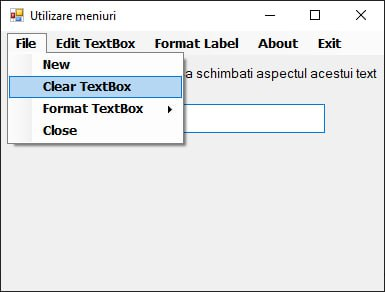 Utilizare meniuri
File Edit TextBox Format Label About Exit
a schimbati aspectul acestui text
New
Clear TextBox
Format TextBox
Close